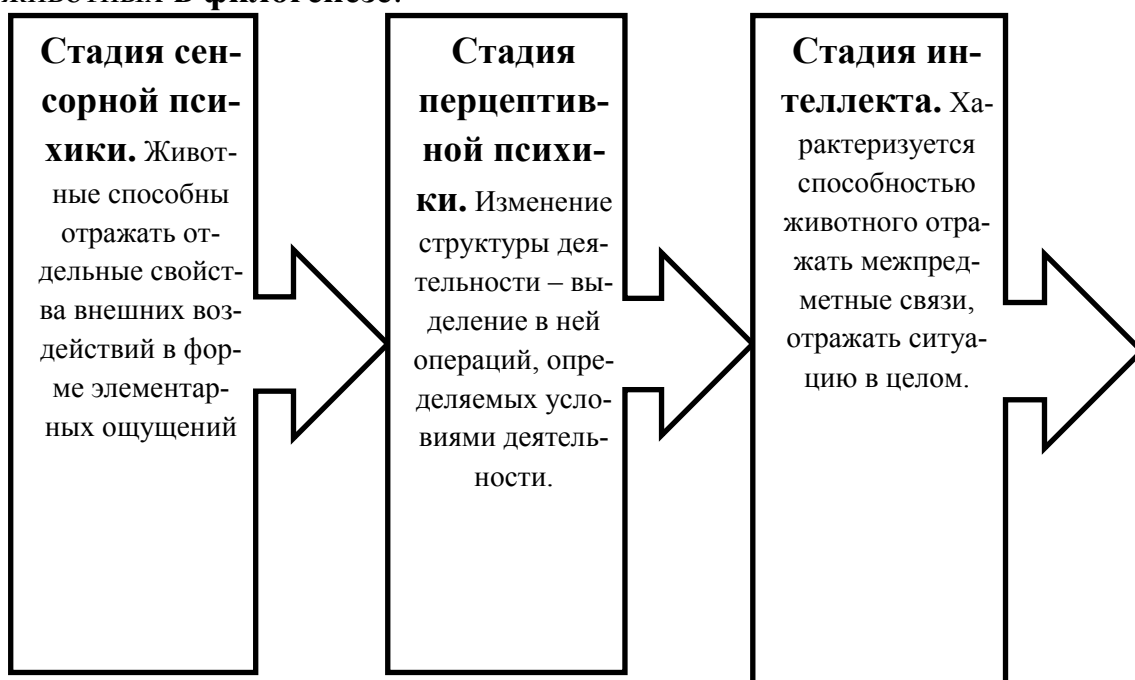 животных в филогенезе:
Стадия сен-
сорной пси-
хики. Живот-
ные способны
отражать от-
дельные свойст-
ва внешних воз-
действий в фор-
ме элементар-
ных ощущений
Стадия
перцептив-
ной психи-
ки. Изменение
структуры дея-
тельности – вы-
деление в ней
операций, опре-
деляемых усло-
виями деятель-
ности.
Стадия ин-
теллекта. Ха-
рактеризуется
способностью
животного отра-
жать межпред-
метные связи,
отражать ситуа-
цию в целом.